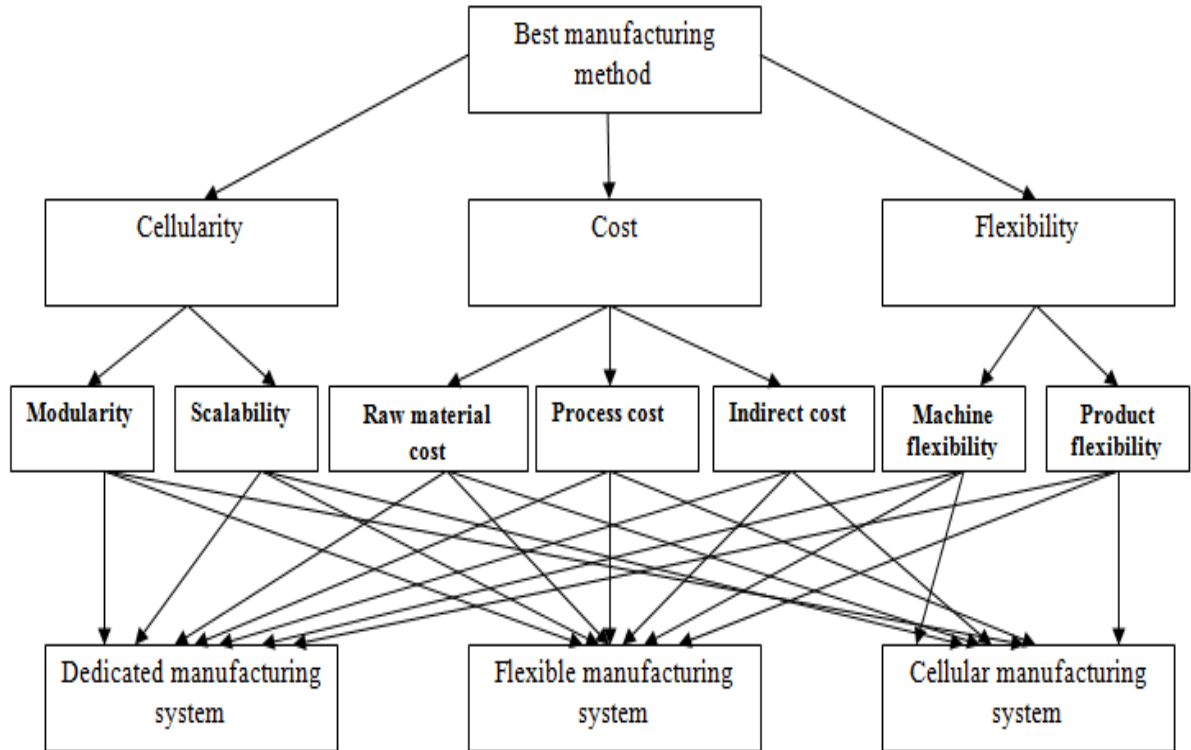 Best manufacturing
method
Cellularity
Cost
Flexibility
Modularity
Scalability
Raw material
cost
Process cost
Indirect cost
Machine
flexibility
Product
flexibility
Dedicated manufacturing
system
Flexible manufacturing
system
Cellular manufacturing
system